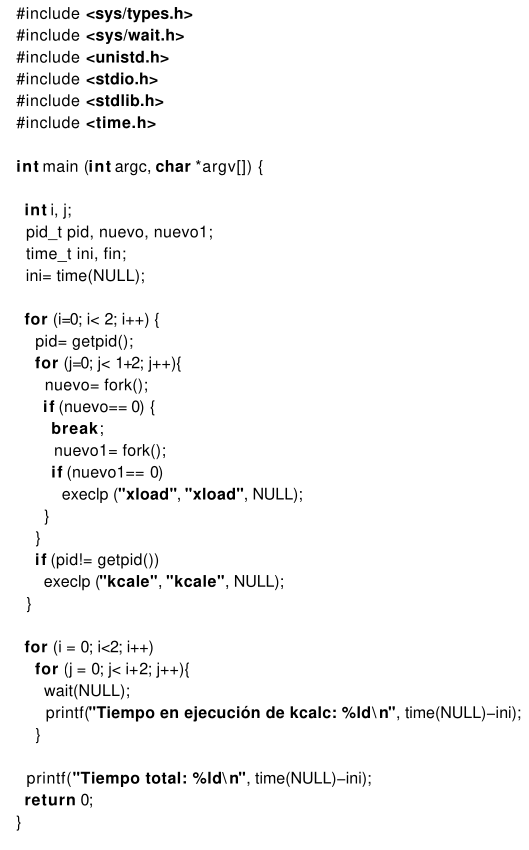 #include <sys/types.h>
#include <sys/wait.h>
#include <unistd.h>
#include <stdio.h>
#include <stdlib.h>
#include <time.h>
int main (int argc, char *argv[]) {
int i, j;
pid_t pid, nuevo, nuevo1;
time_t ini, fin;
ini= time(NULL);
for (i=0; i< 2; i++) {
pid= getpid();
for (j=0; j< 1+2; j++){
nuevo= fork();
if (nuevo== 0) {
break;
nuevo1= fork();
if (nuevo1== 0)
execlp ("xload", "xload", NULL);
}
}
if (pid!= getpid())
execlp ("kcale", "kcale", NULL);
}
for (i = 0; i<2; i++)
for (j = 0; j< i+2; j++){
wait(NULL);
printf("Tiempo en ejecución de kcalc: %ld\n", time(NULL)−ini);
}
printf("Tiempo total: %ld\n", time(NULL)−ini);
return 0;
}